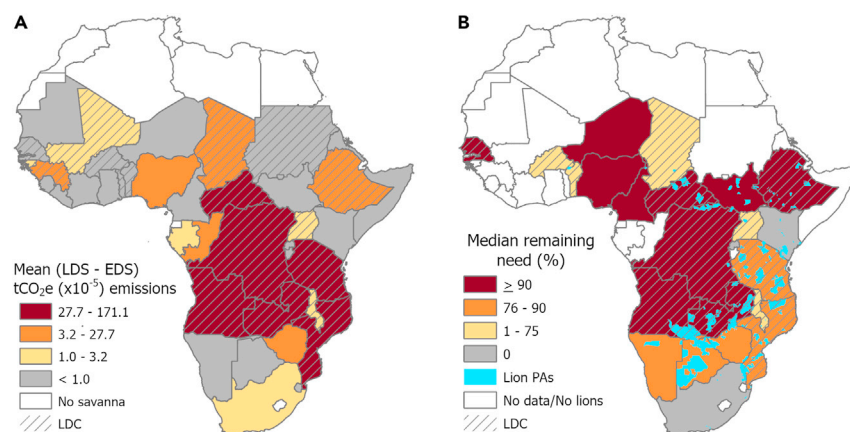 A
Mean (LDS - EDS)
tCO₂e (x10⁻⁵) emissions
27.7 - 171.1
3.2 - 27.7
1.0 - 3.2
< 1.0
No savanna
LDC
B
Median remaining
need (%)
≥ 90
76 - 90
1 - 75
0
Lion PAs
No data/No lions
LDC